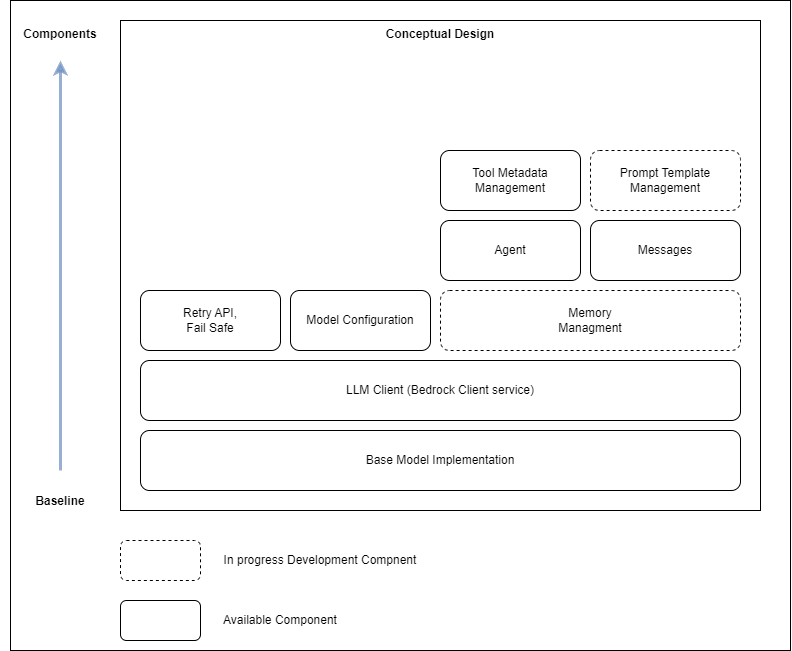 Components
Conceptual Design
Tool Metadata
Management
Prompt Template
Management
Agent
Messages
Retry API,
Fail Safe
Model Configuration
Memory
Managment
LLM Client (Bedrock Client service)
Base Model Implementation
Baseline
In progress Development Compnent
Available Component